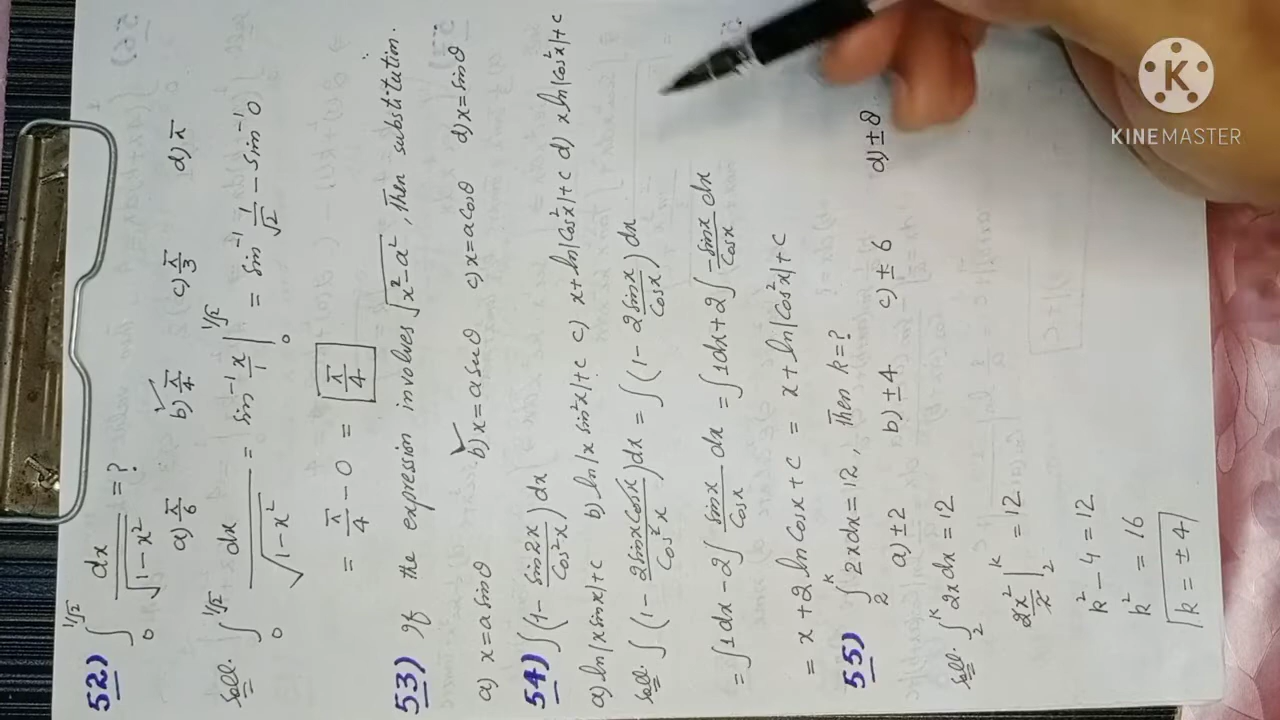 52) ∫₀^{1/√2} dx/√(1-x²) = ?
a) π/6 b) π/4 c) π/3 d) π
Soll. ∫₀^{1/√2} dx/√(1-x²) = sin⁻¹ x/1 |₀^{1/√2} = sin⁻¹ 1/√2 - sin⁻¹ 0
= π/4 - 0 = π/4
53) If the expression involves √(x²-a²), then substitution.
a) x = a sinθ b) x = a secθ c) x = a cosθ d) x = sinθ
54) ∫(1 - sin2x/cos²x) dx
a) ln|x sinx|+c b) ln|x sin²x|+c c) x+ln|cos²x|+c d) x ln|cos²x|+c
Soll. ∫(1 - 2sinx cosx/cos²x) dx = ∫(1 - 2sinx/cosx) dx
= ∫1dx - 2∫ sinx/cosx dx = ∫1dx + 2∫ -sinx/cosx dx
= x + 2 ln cosx + c = x + ln|cos²x| + c
55) ∫₂^k 2x dx = 12, then k = ?
a) ±2 b) ±4 c) ±6 d) ±8
Soll. ∫₂^k 2x dx = 12
2x²/2 |₂^k = 12
k² - 4 = 12
k² = 16
k = ±4
KINEMASTER